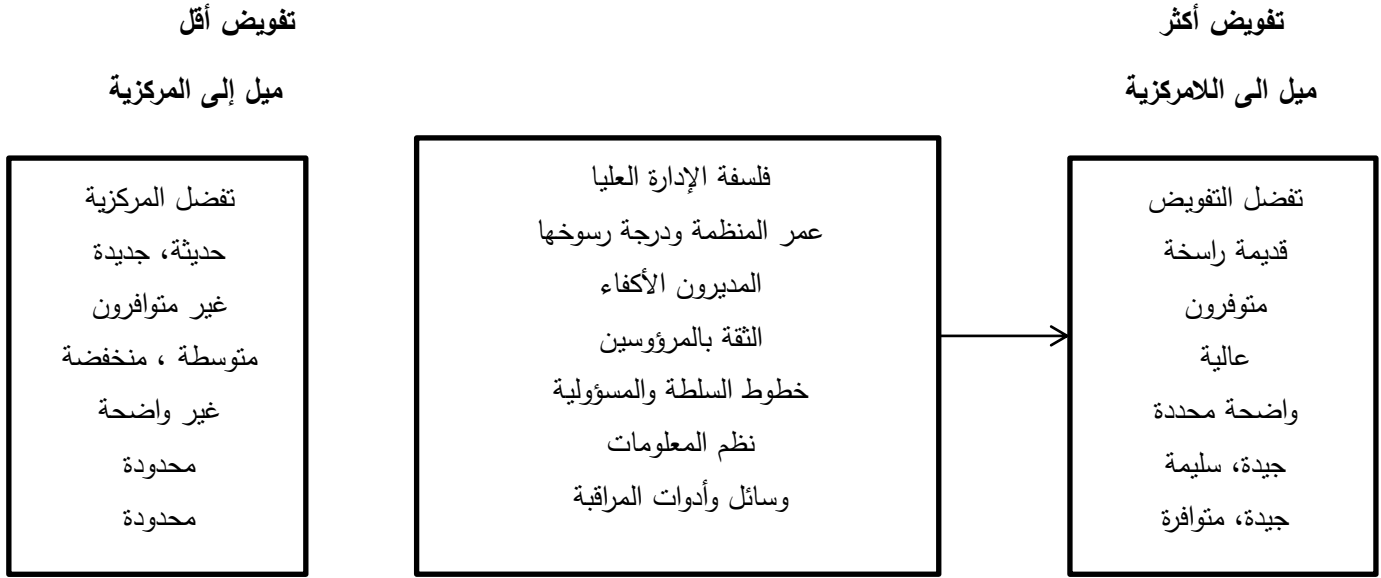 تفويض أكثر
ميل الى اللامركزية
تفضل التفويض
قديمة راسخة
متوفرون
عالية
واضحة محددة
جيدة، سليمة
جيدة، متوافرة
فلسفة الإدارة العليا
عمر المنظمة ودرجة رسوخها
المديرون الأكفاء
الثقة بالمرؤوسين
خطوط السلطة والمسؤولية
نظم المعلومات
وسائل وأدوات المراقبة
تفويض أقل
ميل إلى المركزية
تفضل المركزية
حديثة، جديدة
غير متوافرون
متوسطة ، منخفضة
غير واضحة
محدودة
محدودة